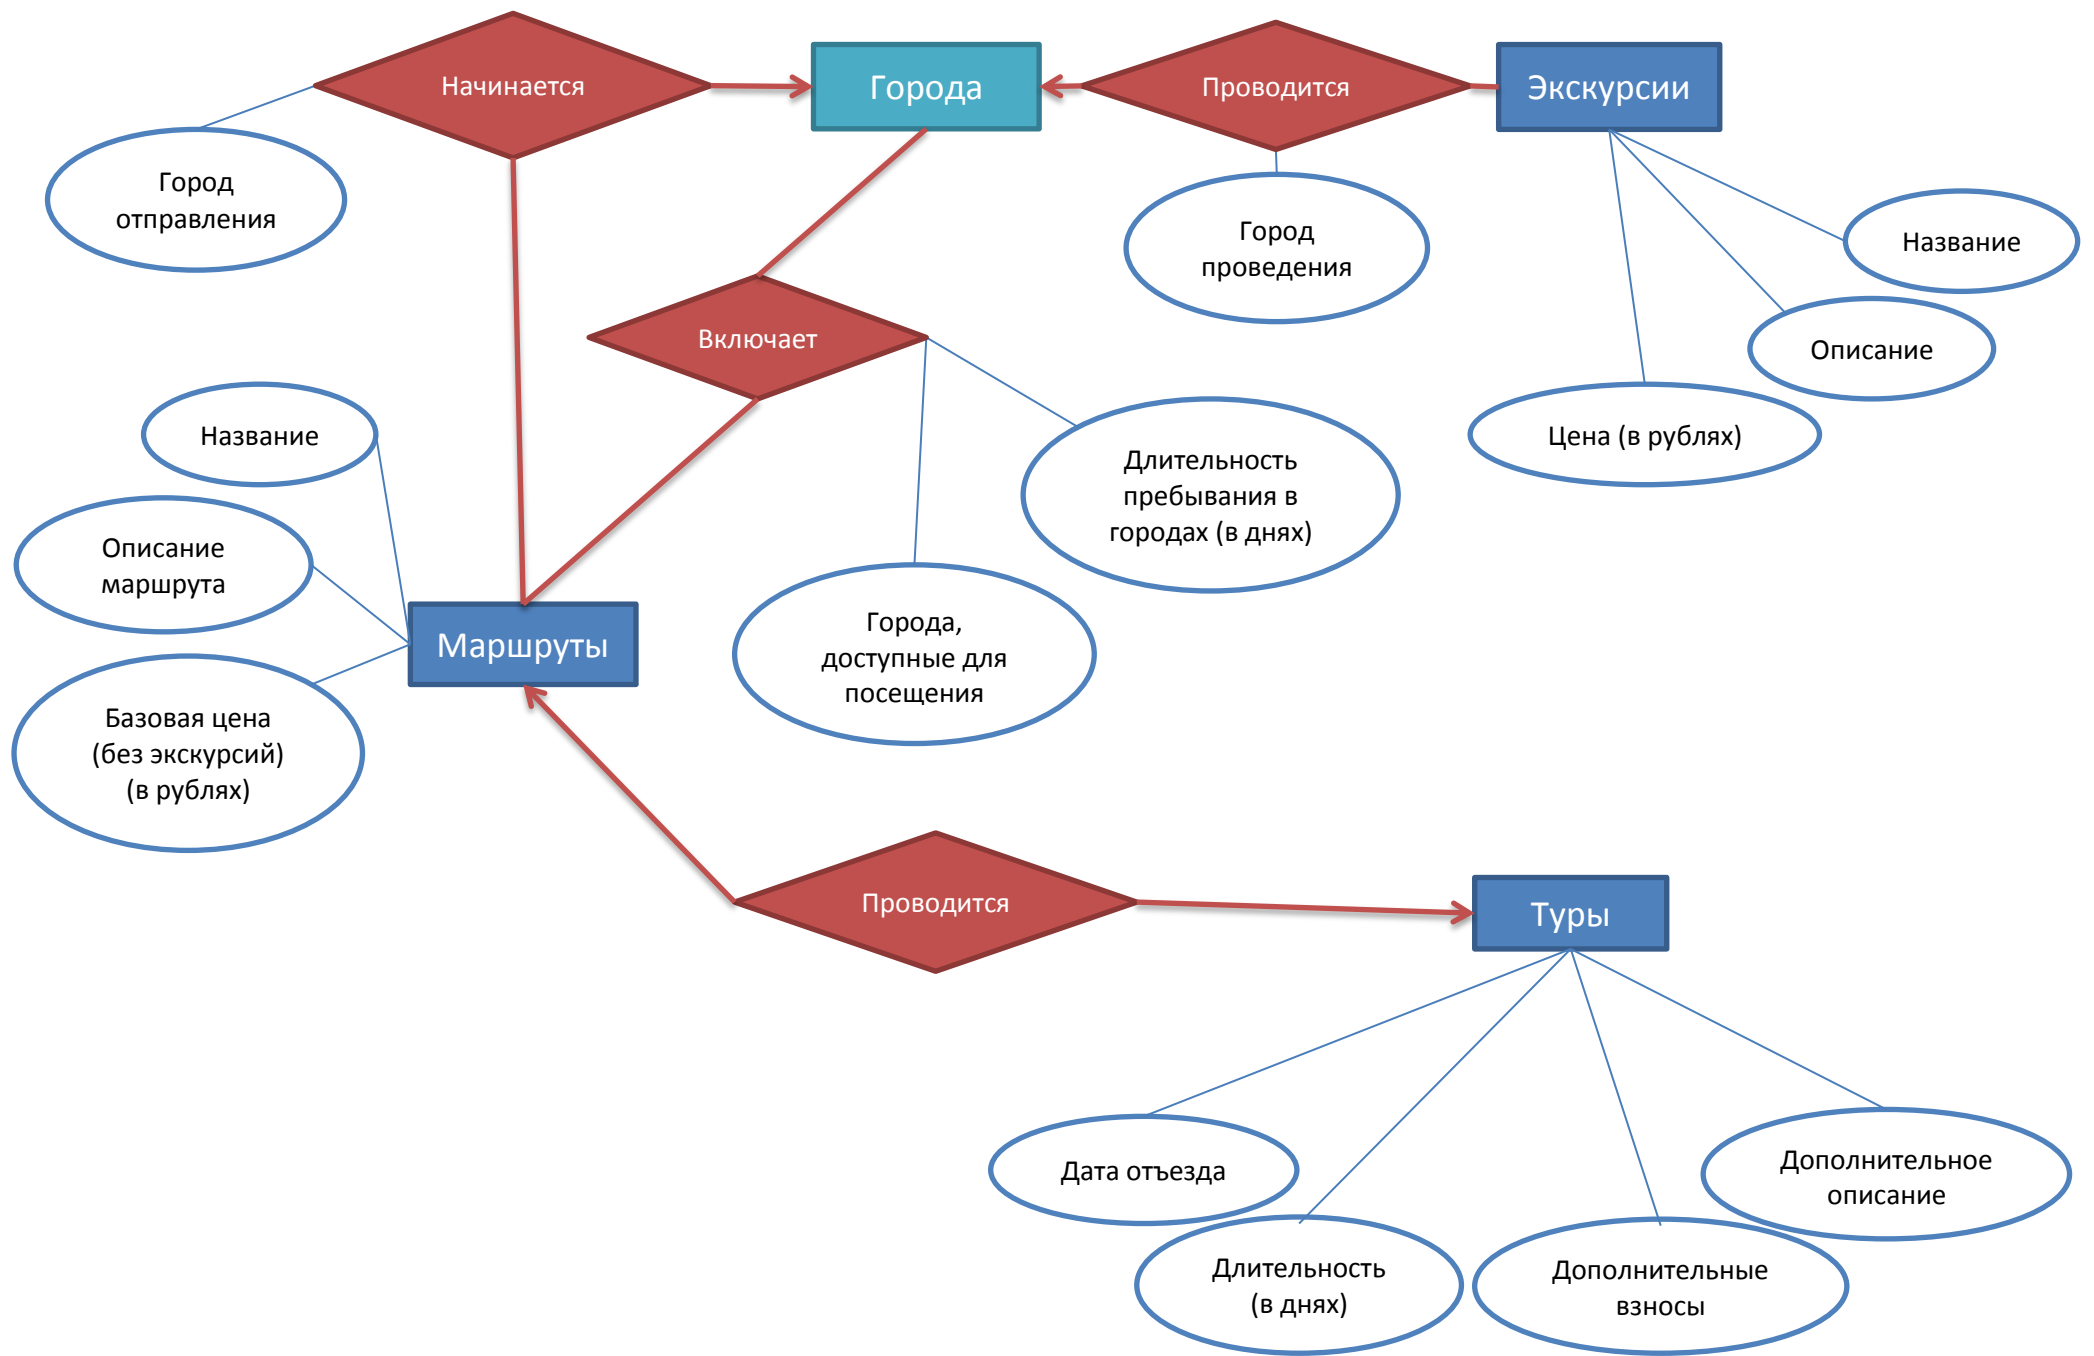 Начинается
Города
Проводится
Экскурсии
Город
отправления
Город
проведения
Название
Включает
Описание
Название
Цена (в рублях)
Длительность
пребывания в
городах (в днях)
Описание
маршрута
Города,
доступные для
посещения
Маршруты
Базовая цена
(без экскурсий)
(в рублях)
Проводится
Туры
Дата отъезда
Дополнительное
описание
Длительность
(в днях)
Дополнительные
взносы